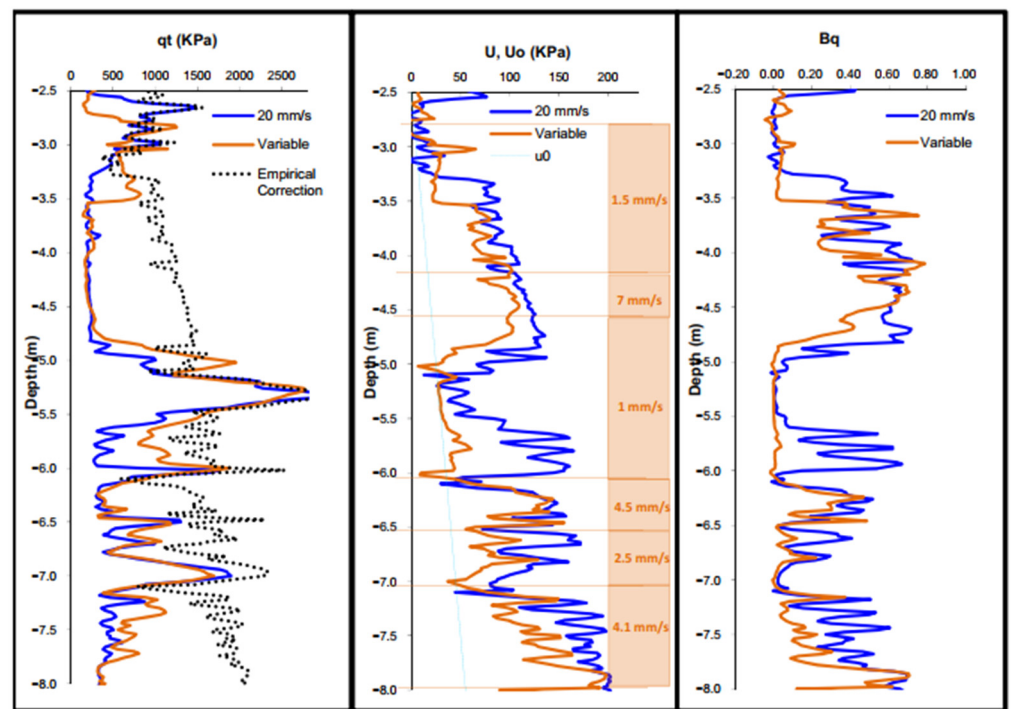 qt (KPa)
0 500 1000 1500 2000 2500
−2.5
−3.0
−3.5
−4.0
−4.5
−5.0
−5.5
−6.0
−6.5
−7.0
−7.5
−8.0
Depth (m)
20 mm/s
Variable
Empirical
Correction
U, Uo (KPa)
0 50 100 150 200
−2.5
−3.0
−3.5
−4.0
−4.5
−5.0
−5.5
−6.0
−6.5
−7.0
−7.5
−8.0
Depth (m)
20 mm/s
Variable
u0
1.5 mm/s
7 mm/s
1 mm/s
4.5 mm/s
2.5 mm/s
4.1 mm/s
Bq
−0.20 0.00 0.20 0.40 0.60 0.80 1.00
−2.5
−3.0
−3.5
−4.0
−4.5
−5.0
−5.5
−6.0
−6.5
−7.0
−7.5
−8.0
Depth (m)
20 mm/s
Variable